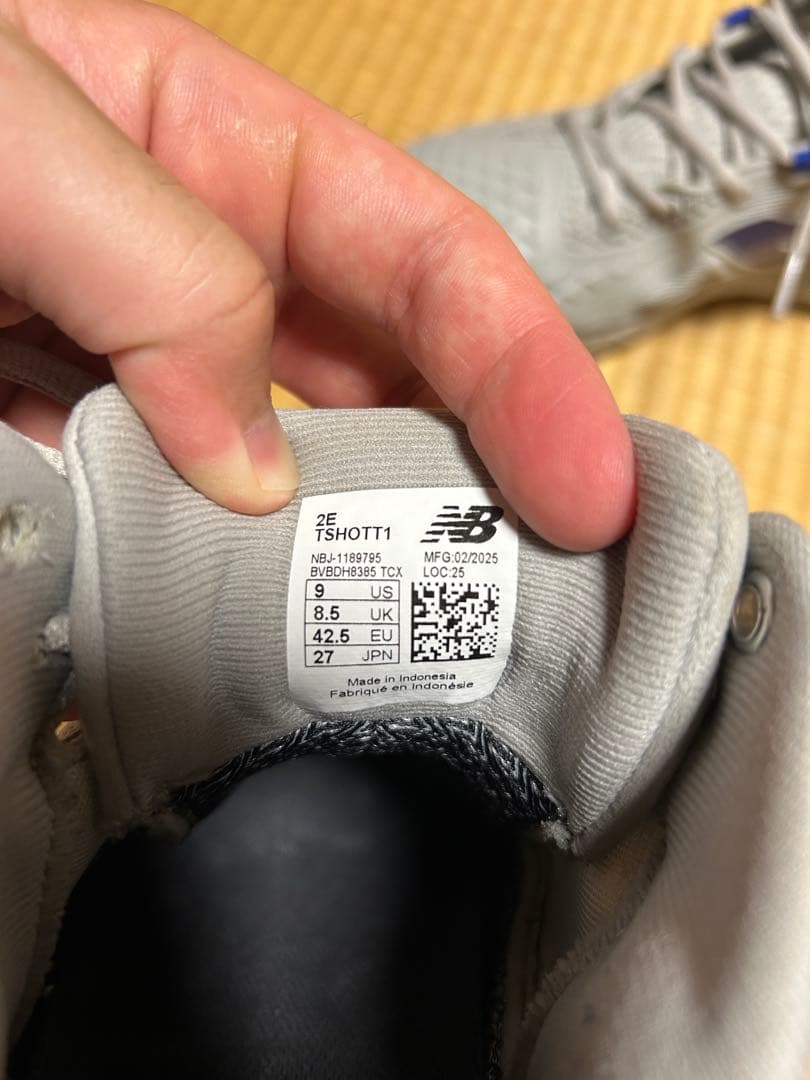 2E
TSHOTT1
NB
NBJ-1189795
BVBDH8385 TCX
MFG:02/2025
LOC:25
9 US
8.5 UK
42.5 EU
27 JPN
Made in Indonesia
Fabriqué en Indonésie